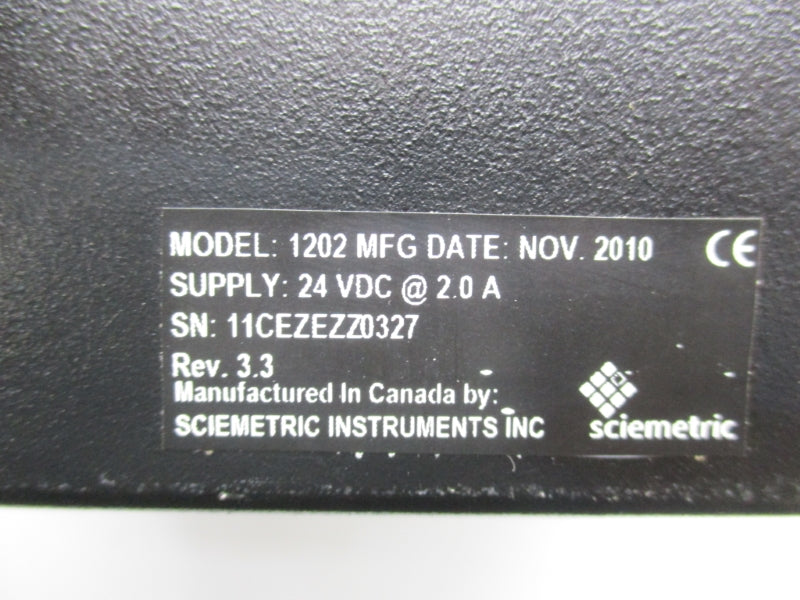 MODEL: 1202 MFG DATE: NOV. 2010 CE
SUPPLY: 24 VDC @ 2.0 A
SN: 11CEZEZZ0327
Rev. 3.3
Manufactured In Canada by:
SCIEMETRIC INSTRUMENTS INC
sciemetric